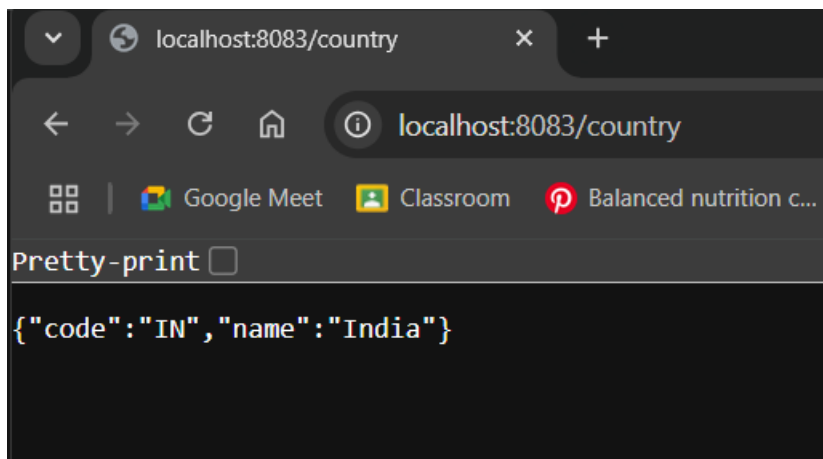 localhost:8083/country
localhost:8083/country
Google Meet Classroom Balanced nutrition c...
Pretty-print
{"code":"IN","name":"India"}